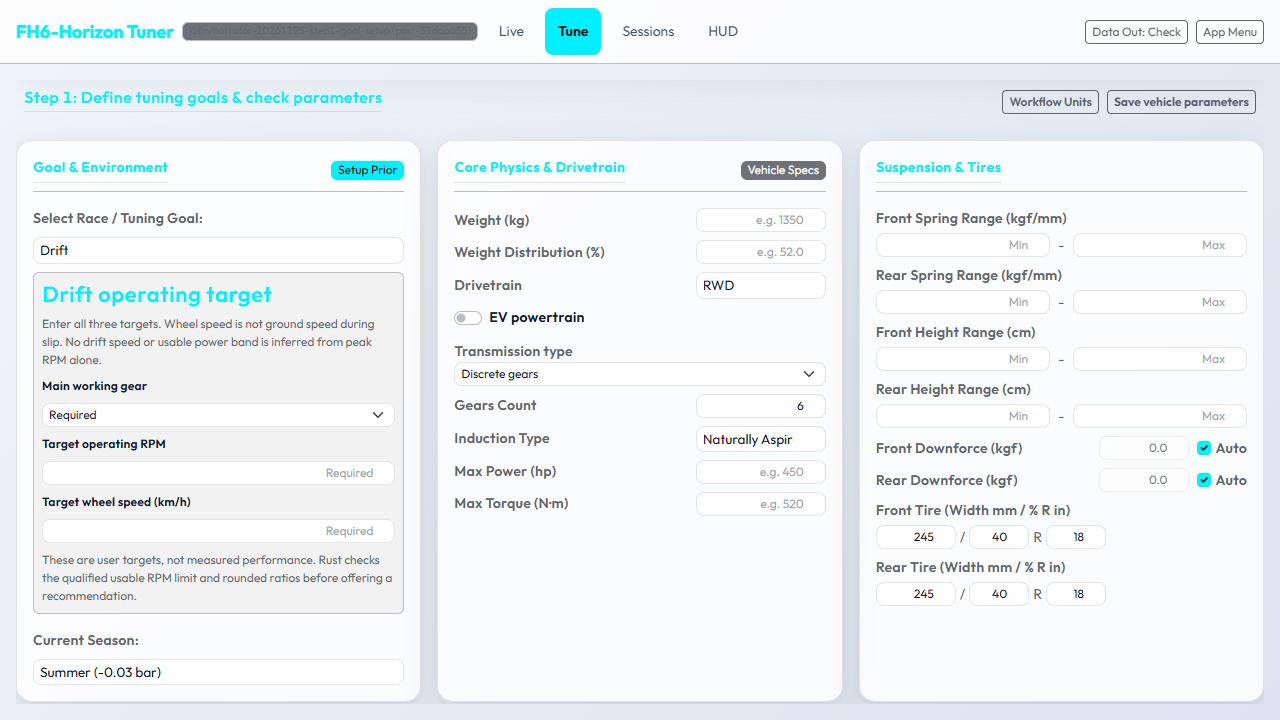 FH6-Horizon Tuner
Live
Tune
Sessions
HUD
Data Out: Check
App Menu
Step 1: Define tuning goals & check parameters
Workflow Units
Save vehicle parameters
Goal & Environment
Setup Prior
Select Race / Tuning Goal:
Drift
Drift operating target
Enter all three targets. Wheel speed is not ground speed during
slip. No drift speed or usable power band is inferred from peak
RPM alone.
Main working gear
Required
Target operating RPM
Required
Target wheel speed (km/h)
Required
These are user targets, not measured performance. Rust checks
the qualified usable RPM limit and rounded ratios before offering a
recommendation.
Current Season:
Summer (-0.03 bar)
Core Physics & Drivetrain
Vehicle Specs
Weight (kg)
e.g. 1350
Weight Distribution (%)
e.g. 52.0
Drivetrain
RWD
EV powertrain
Transmission type
Discrete gears
Gears Count
6
Induction Type
Naturally Aspir
Max Power (hp)
e.g. 450
Max Torque (N·m)
e.g. 520
Suspension & Tires
Front Spring Range (kgf/mm)
Min - Max
Rear Spring Range (kgf/mm)
Min - Max
Front Height Range (cm)
Min - Max
Rear Height Range (cm)
Min - Max
Front Downforce (kgf)
0.0
Auto
Rear Downforce (kgf)
0.0
Auto
Front Tire (Width mm / % R in)
245 / 40 R 18
Rear Tire (Width mm / % R in)
245 / 40 R 18